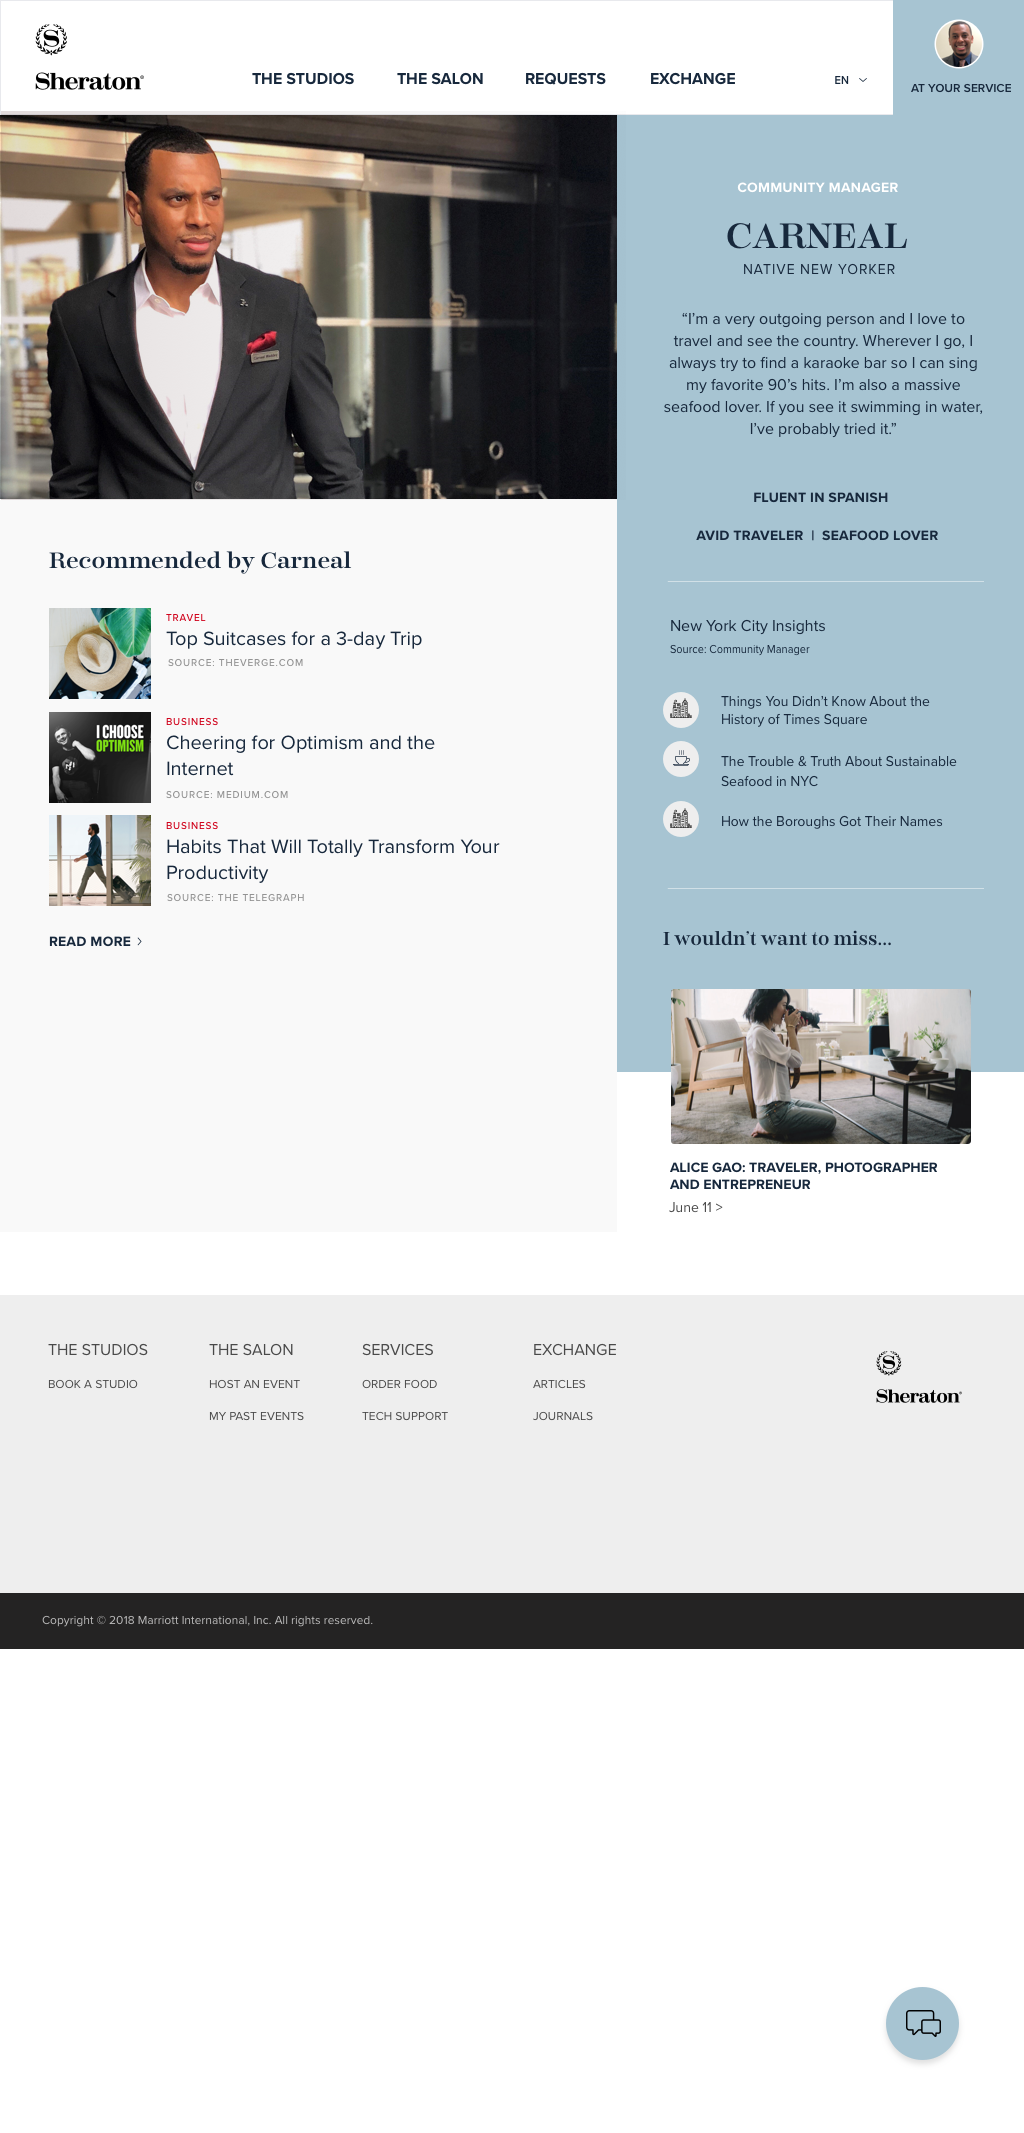 Sheraton®
THE STUDIOS
THE SALON
REQUESTS
EXCHANGE
EN
AT YOUR SERVICE
COMMUNITY MANAGER
CARNEAL
NATIVE NEW YORKER
“I’m a very outgoing person and I love to
travel and see the country. Wherever I go, I
always try to find a karaoke bar so I can sing
my favorite 90’s hits. I’m also a massive
seafood lover. If you see it swimming in water,
I’ve probably tried it.”
FLUENT IN SPANISH
AVID TRAVELER | SEAFOOD LOVER
New York City Insights
Source: Community Manager
Things You Didn’t Know About the
History of Times Square
The Trouble & Truth About Sustainable
Seafood in NYC
How the Boroughs Got Their Names
I wouldn’t want to miss...
ALICE GAO: TRAVELER, PHOTOGRAPHER
AND ENTREPRENEUR
June 11 >
Recommended by Carneal
TRAVEL
Top Suitcases for a 3-day Trip
SOURCE: THEVERGE.COM
I CHOOSE
OPTIMISM
BUSINESS
Cheering for Optimism and the
Internet
SOURCE: MEDIUM.COM
BUSINESS
Habits That Will Totally Transform Your
Productivity
SOURCE: THE TELEGRAPH
READ MORE >
THE STUDIOS
BOOK A STUDIO
THE SALON
HOST AN EVENT
MY PAST EVENTS
SERVICES
ORDER FOOD
TECH SUPPORT
EXCHANGE
ARTICLES
JOURNALS
Sheraton®
Copyright © 2018 Marriott International, Inc. All rights reserved.